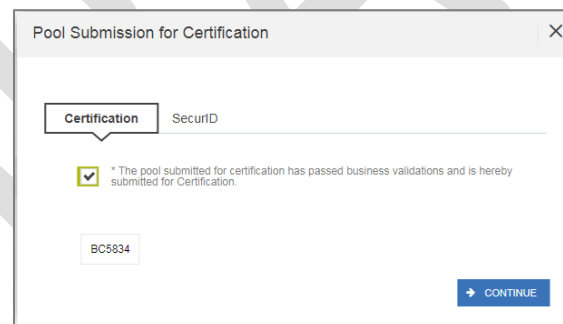 Pool Submission for Certification
Certification SecurID
* The pool submitted for certification has passed business validations and is hereby
submitted for Certification.
BC5834
CONTINUE